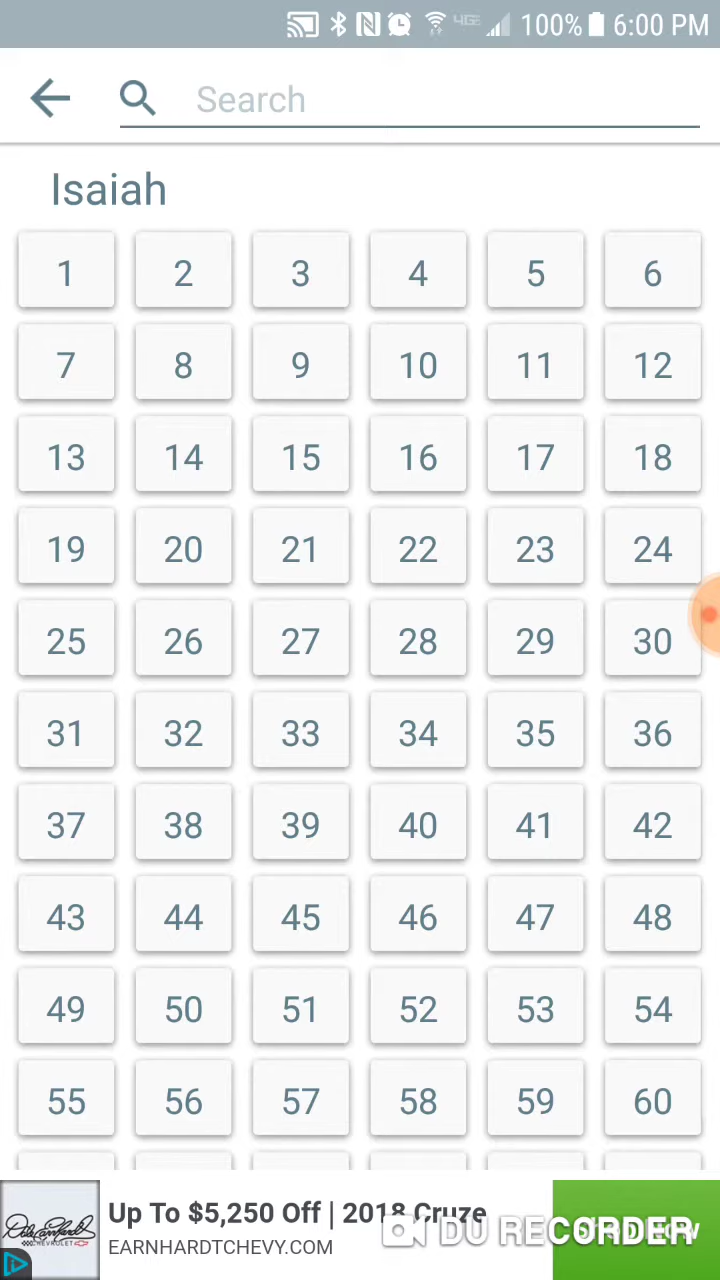 4GE 100% 6:00 PM
Search
Isaiah
1 2 3 4 5 6
7 8 9 10 11 12
13 14 15 16 17 18
19 20 21 22 23 24
25 26 27 28 29 30
31 32 33 34 35 36
37 38 39 40 41 42
43 44 45 46 47 48
49 50 51 52 53 54
55 56 57 58 59 60
Up To $5,250 Off | 2018 Cruze
EARNHARDTCHEVY.COM
DU RECORDER
CHEVROLET